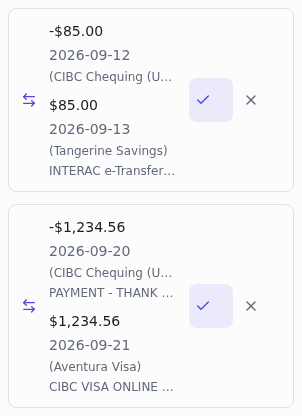 -$85.00
2026-09-12
(CIBC Chequing (U...
$85.00
2026-09-13
(Tangerine Savings)
INTERAC e-Transfer...
-$1,234.56
2026-09-20
(CIBC Chequing (U...
PAYMENT - THANK ...
$1,234.56
2026-09-21
(Aventura Visa)
CIBC VISA ONLINE ...